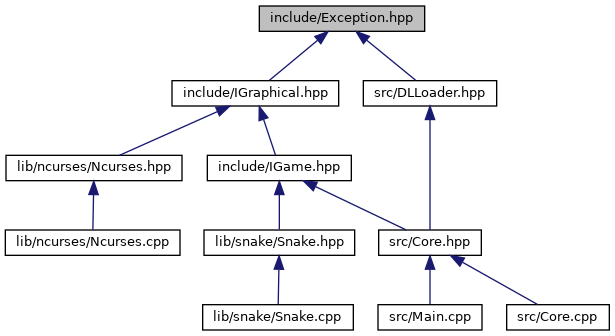 include/Exception.hpp
include/IGraphical.hpp
src/DLLoader.hpp
lib/ncurses/Ncurses.hpp
include/IGame.hpp
lib/ncurses/Ncurses.cpp
lib/snake/Snake.hpp
src/Core.hpp
lib/snake/Snake.cpp
src/Main.cpp
src/Core.cpp